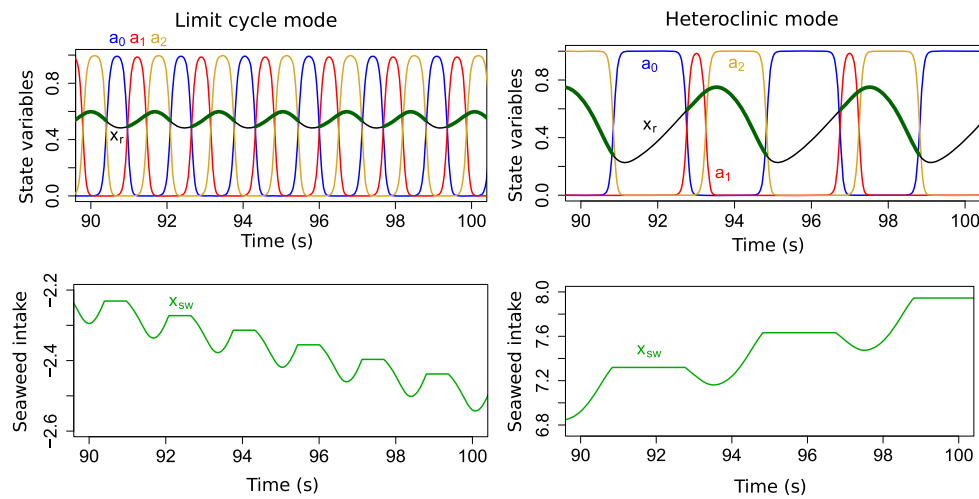 Limit cycle mode
a0 a1 a2
State variables
0.0 0.4 0.8
xr
90 92 94 96 98 100
Time (s)
Heteroclinic mode
State variables
0.0 0.4 0.8
a0
a2
xr
a1
90 92 94 96 98 100
Time (s)
Seaweed intake
−2.6 −2.4 −2.2
xsw
90 92 94 96 98 100
Time (s)
Seaweed intake
6.8 7.2 7.6 8.0
xsw
90 92 94 96 98 100
Time (s)